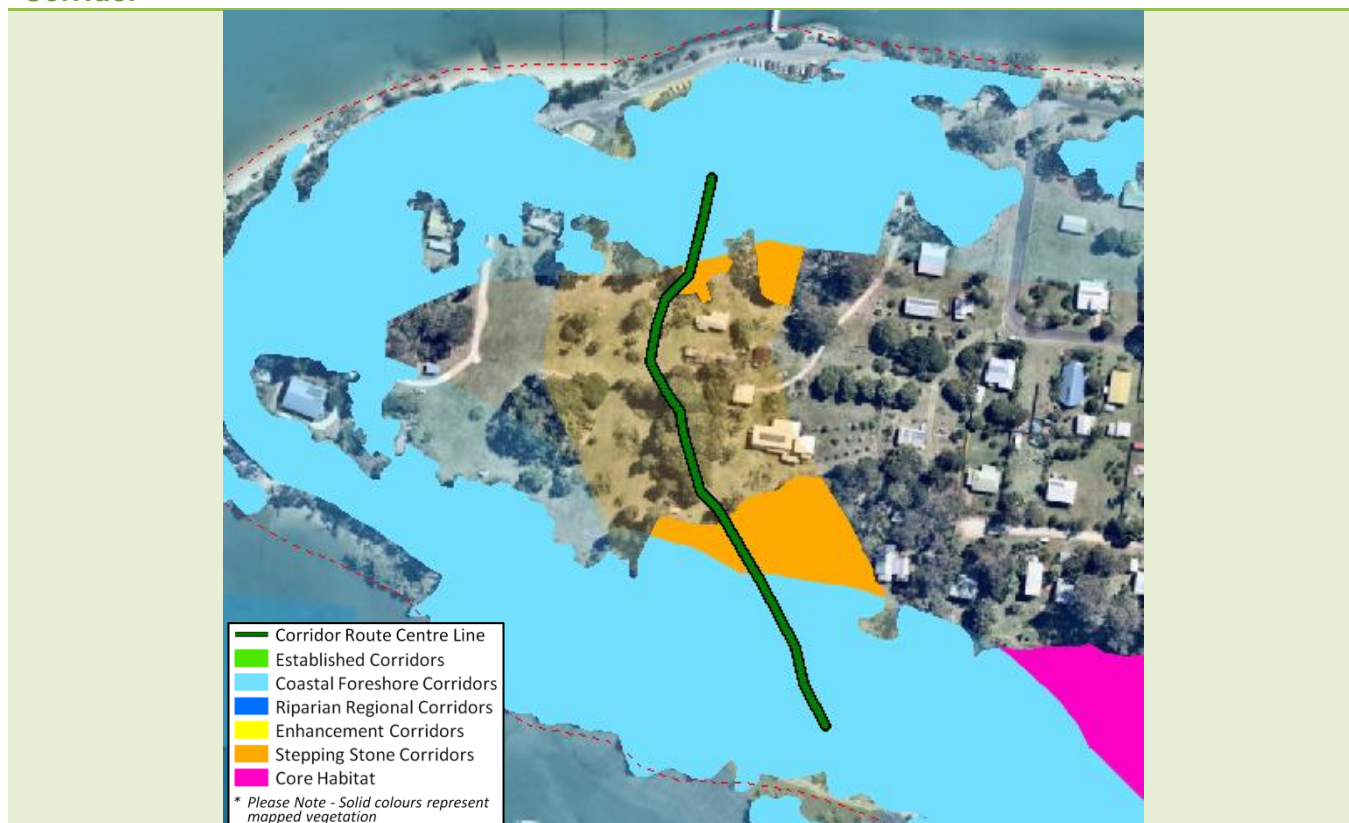 Corridor Route Centre Line
Established Corridors
Coastal Foreshore Corridors
Riparian Regional Corridors
Enhancement Corridors
Stepping Stone Corridors
Core Habitat
* Please Note - Solid colours represent
mapped vegetation